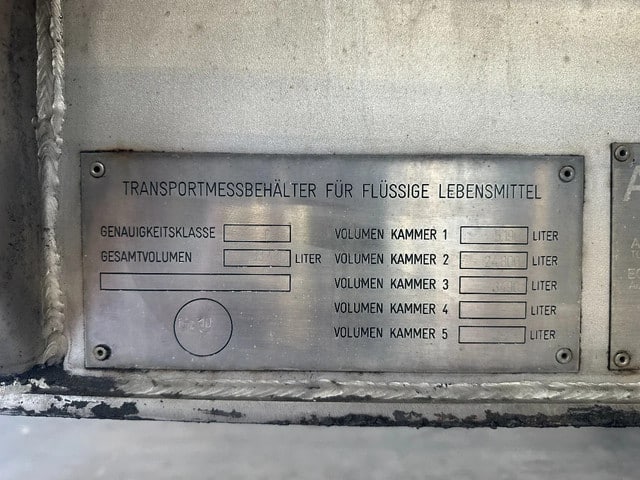 TRANSPORTMESSBEHÄLTER FÜR FLÜSSIGE LEBENSMITTEL
GENAUIGKEITSKLASSE
GESAMTVOLUMEN LITER
VOLUMEN KAMMER 1 LITER
VOLUMEN KAMMER 2 LITER
VOLUMEN KAMMER 3 LITER
VOLUMEN KAMMER 4 LITER
VOLUMEN KAMMER 5 LITER